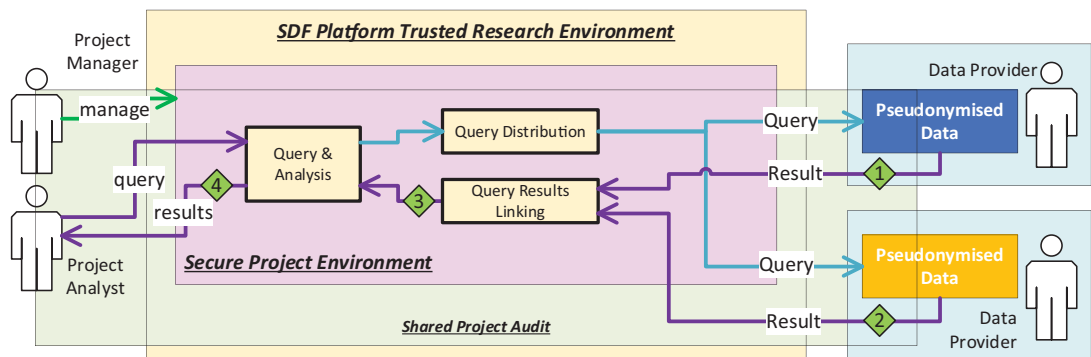 SDF Platform Trusted Research Environment
Project
Manager
manage
Data Provider
Pseudonymised
Data
Query Distribution
Query
Query &
Analysis
query
4
results
3
Query Results
Linking
Result
1
Project
Analyst
Secure Project Environment
Query
Pseudonymised
Data
Result
2
Data
Provider
Shared Project Audit